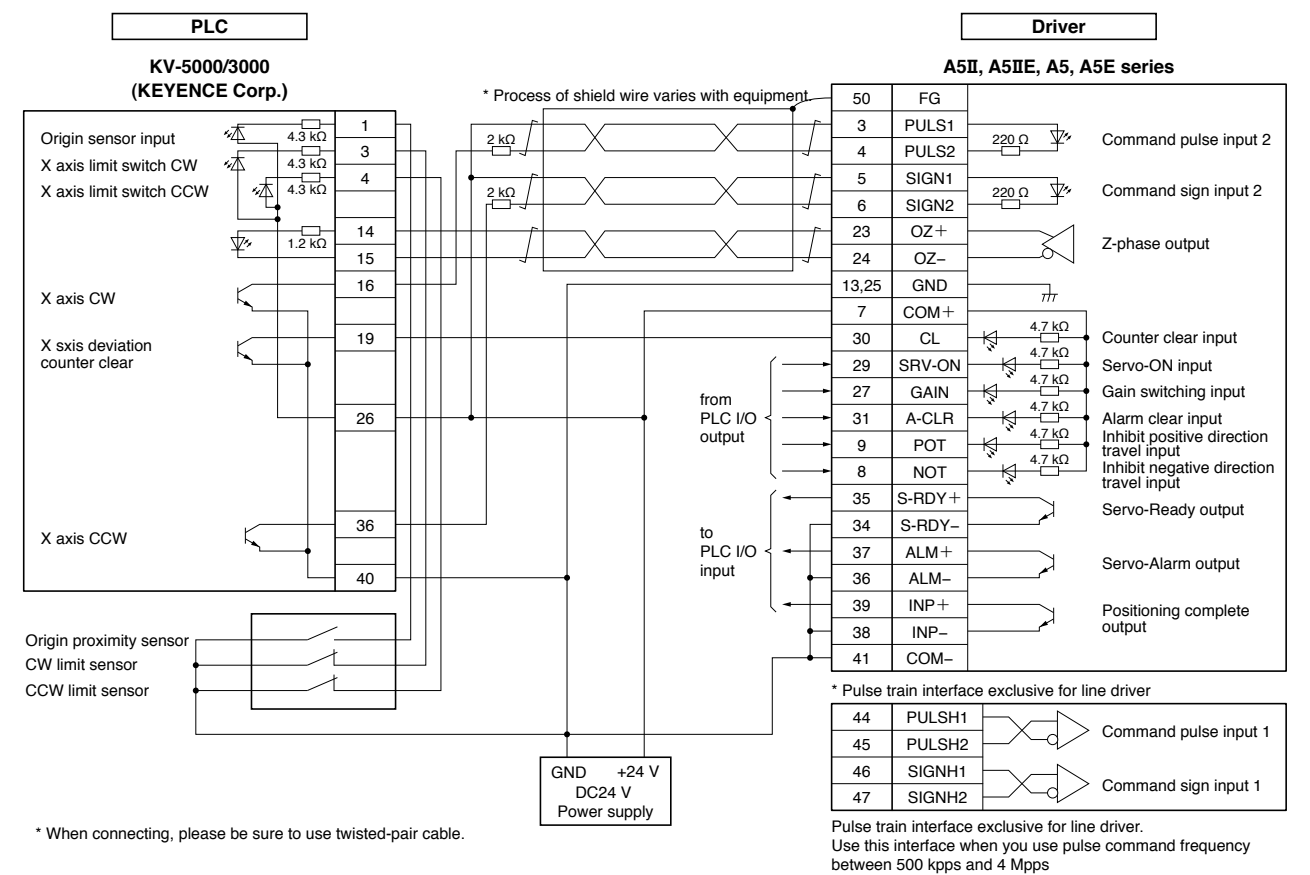 PLC
Driver
KV-5000/3000
(KEYENCE Corp.)
A5II, A5IIE, A5, A5E series
* Process of shield wire varies with equipment.
Origin sensor input
4.3 kΩ
1
X axis limit switch CW
4.3 kΩ
3
X axis limit switch CCW
4.3 kΩ
4
1.2 kΩ
14
15
X axis CW
16
X sxis deviation
counter clear
19
26
X axis CCW
36
40
2 kΩ
2 kΩ
50 FG
3 PULS1
4 PULS2
220 Ω
Command pulse input 2
5 SIGN1
6 SIGN2
220 Ω
Command sign input 2
23 OZ+
24 OZ–
Z-phase output
13,25 GND
7 COM+
30 CL
4.7 kΩ
Counter clear input
29 SRV-ON
4.7 kΩ
Servo-ON input
27 GAIN
4.7 kΩ
Gain switching input
31 A-CLR
4.7 kΩ
Alarm clear input
9 POT
4.7 kΩ
Inhibit positive direction
travel input
8 NOT
4.7 kΩ
Inhibit negative direction
travel input
from
PLC I/O
output
35 S-RDY+
34 S-RDY–
Servo-Ready output
37 ALM+
36 ALM–
Servo-Alarm output
39 INP+
38 INP–
Positioning complete
output
41 COM–
to
PLC I/O
input
Origin proximity sensor
CW limit sensor
CCW limit sensor
GND +24 V
DC24 V
Power supply
* Pulse train interface exclusive for line driver
44 PULSH1
45 PULSH2
Command pulse input 1
46 SIGNH1
47 SIGNH2
Command sign input 1
* When connecting, please be sure to use twisted-pair cable.
Pulse train interface exclusive for line driver.
Use this interface when you use pulse command frequency
between 500 kpps and 4 Mpps